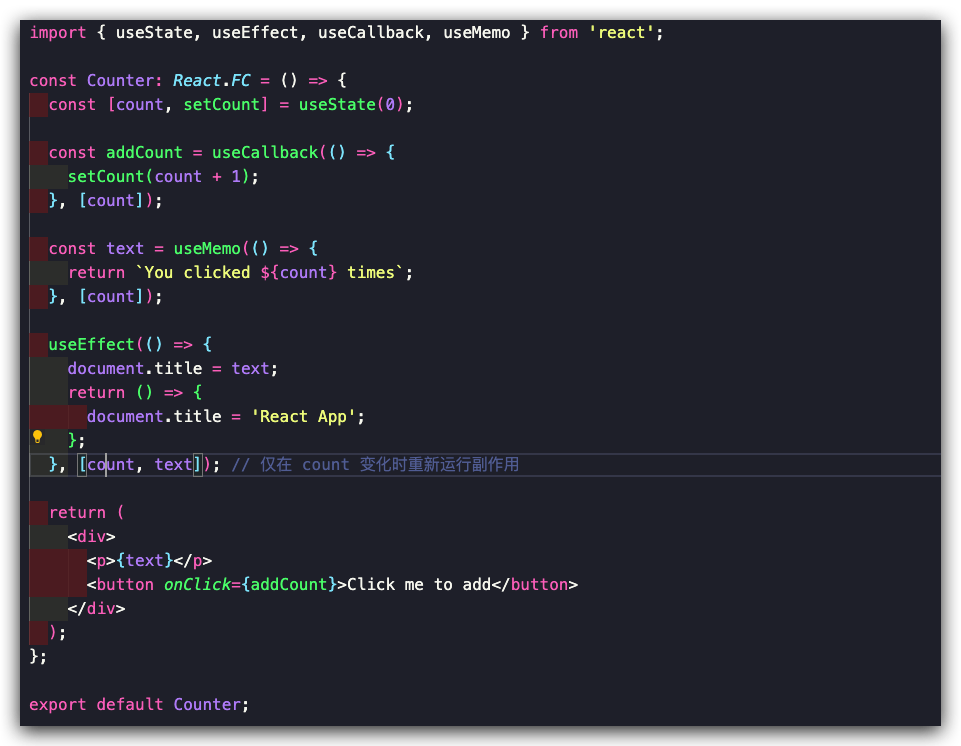 import { useState, useEffect, useCallback, useMemo } from 'react';
const Counter: React.FC = () => {
const [count, setCount] = useState(0);
const addCount = useCallback(() => {
setCount(count + 1);
}, [count]);
const text = useMemo(() => {
return `You clicked ${count} times`;
}, [count]);
useEffect(() => {
document.title = text;
return () => {
document.title = 'React App';
};
}, [count, text]); // 仅在 count 变化时重新运行副作用
return (
<div>
<p>{text}</p>
<button onClick={addCount}>Click me to add</button>
</div>
);
};
export default Counter;